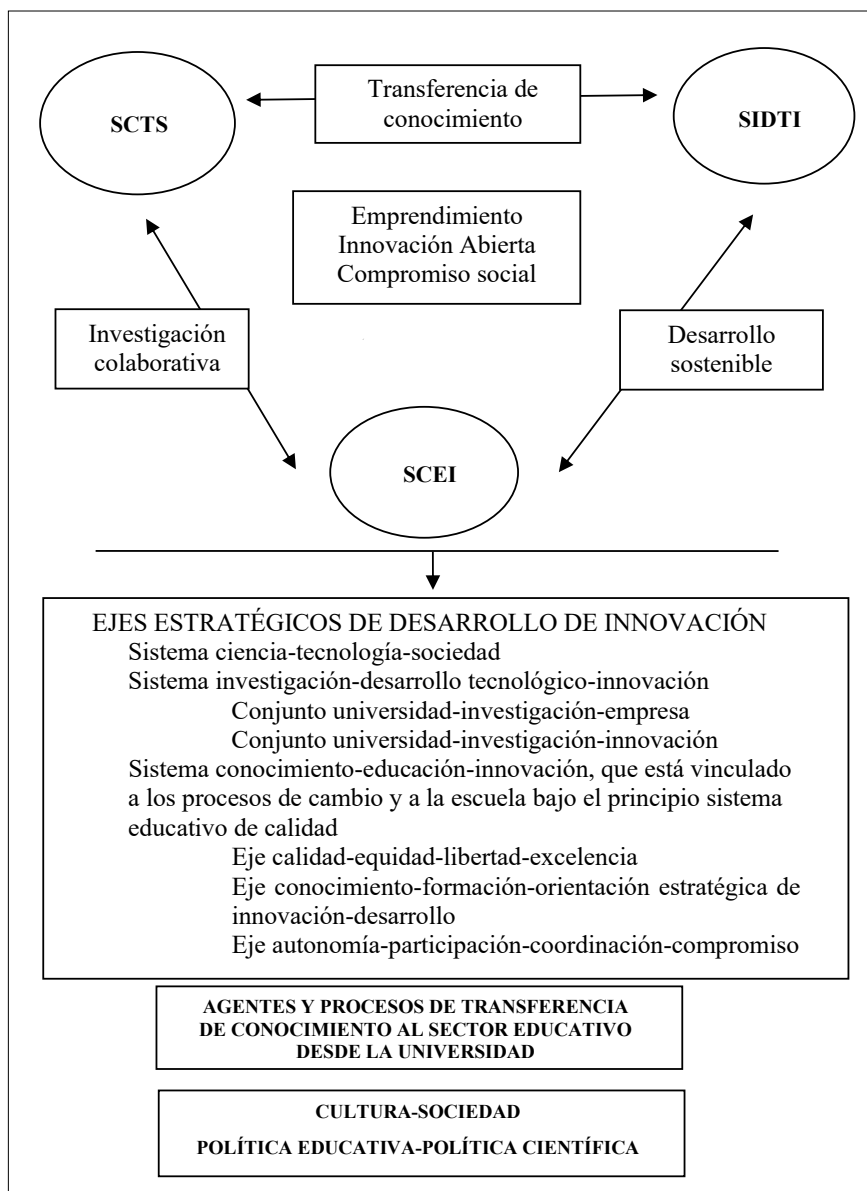 SCTS
Transferencia de
conocimiento
SIDTI
Emprendimiento
Innovación Abierta
Compromiso social
Investigación
colaborativa
Desarrollo
sostenible
SCEI
EJES ESTRATÉGICOS DE DESARROLLO DE INNOVACIÓN
Sistema ciencia-tecnología-sociedad
Sistema investigación-desarrollo tecnológico-innovación
Conjunto universidad-investigación-empresa
Conjunto universidad-investigación-innovación
Sistema conocimiento-educación-innovación, que está vinculado
a los procesos de cambio y a la escuela bajo el principio sistema
educativo de calidad
Eje calidad-equidad-libertad-excelencia
Eje conocimiento-formación-orientación estratégica de
innovación-desarrollo
Eje autonomía-participación-coordinación-compromiso
AGENTES Y PROCESOS DE TRANSFERENCIA
DE CONOCIMIENTO AL SECTOR EDUCATIVO
DESDE LA UNIVERSIDAD
CULTURA-SOCIEDAD
POLÍTICA EDUCATIVA-POLÍTICA CIENTÍFICA